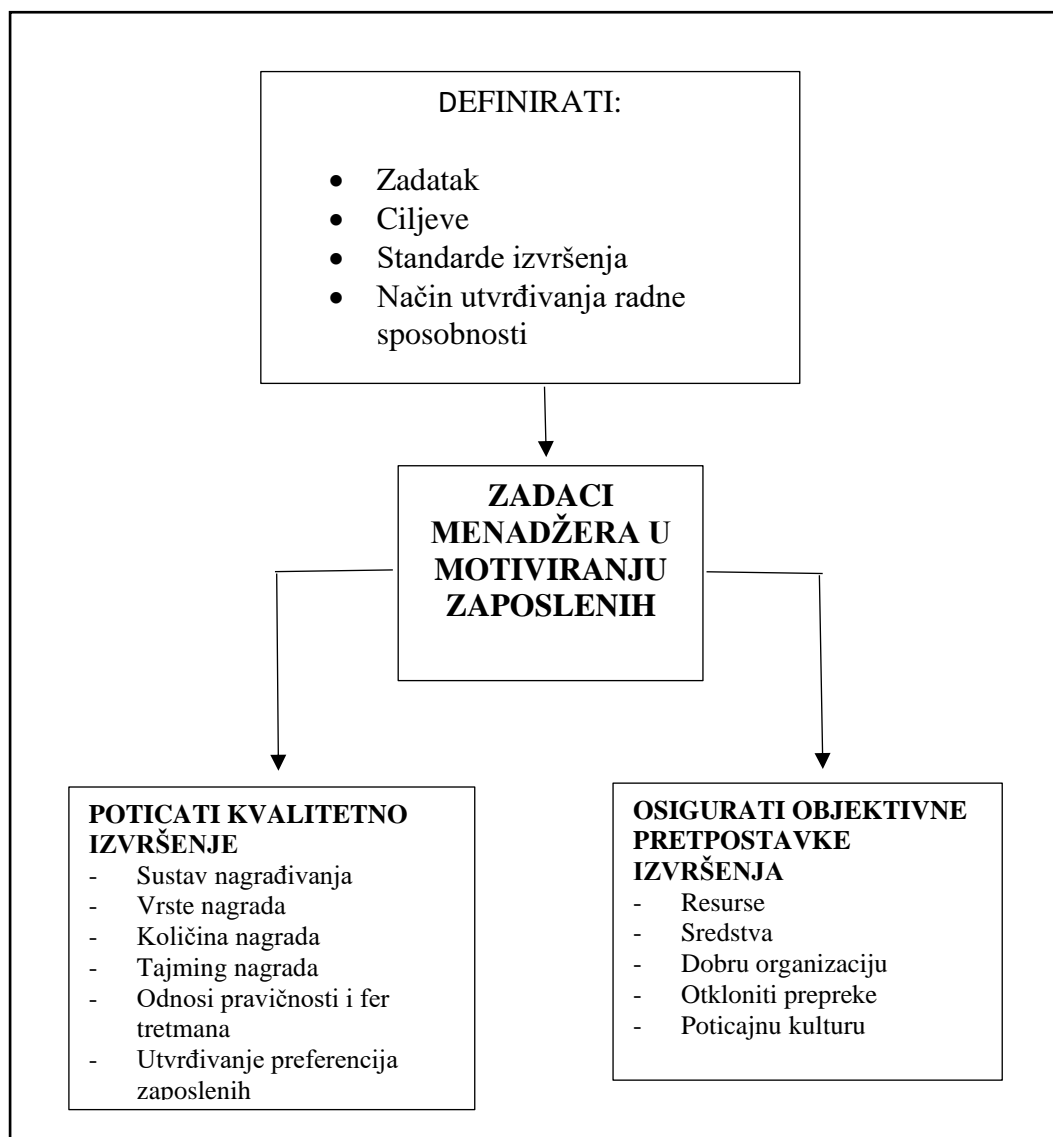 DEFINIRATI:
• Zadatak
• Ciljeve
• Standarde izvršenja
• Način utvrđivanja radne
sposobnosti
ZADACI
MENADŽERA U
MOTIVIRANJU
ZAPOSLENIH
POTICATI KVALITETNO
IZVRŠENJE
- Sustav nagrađivanja
- Vrste nagrada
- Količina nagrada
- Tajming nagrada
- Odnosi pravičnosti i fer
tretmana
- Utvrđivanje preferencija
zaposlenih
OSIGURATI OBJEKTIVNE
PRETPOSTAVKE
IZVRŠENJA
- Resurse
- Sredstva
- Dobru organizaciju
- Otkloniti prepreke
- Poticajnu kulturu